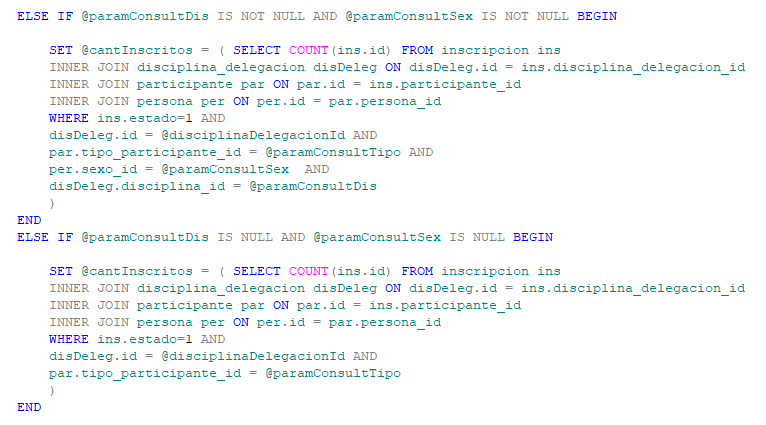 ELSE IF @paramConsultDis IS NOT NULL AND @paramConsultSex IS NOT NULL BEGIN
SET @cantInscritos = ( SELECT COUNT(ins.id) FROM inscripcion ins
INNER JOIN disciplina_delegacion disDeleg ON disDeleg.id = ins.disciplina_delegacion_id
INNER JOIN participante par ON par.id = ins.participante_id
INNER JOIN persona per ON per.id = par.persona_id
WHERE ins.estado=1 AND
disDeleg.id = @disciplinaDelegacionId AND
par.tipo_participante_id = @paramConsultTipo AND
per.sexo_id = @paramConsultSex  AND
disDeleg.disciplina_id = @paramConsultDis
)
END
ELSE IF @paramConsultDis IS NULL AND @paramConsultSex IS NULL BEGIN
SET @cantInscritos = ( SELECT COUNT(ins.id) FROM inscripcion ins
INNER JOIN disciplina_delegacion disDeleg ON disDeleg.id = ins.disciplina_delegacion_id
INNER JOIN participante par ON par.id = ins.participante_id
INNER JOIN persona per ON per.id = par.persona_id
WHERE ins.estado=1 AND
disDeleg.id = @disciplinaDelegacionId AND
par.tipo_participante_id = @paramConsultTipo
)
END